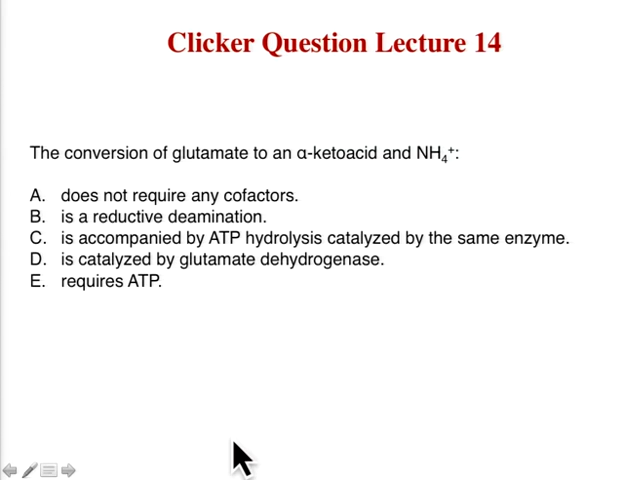 Clicker Question Lecture 14
The conversion of glutamate to an α-ketoacid and NH₄⁺:
A. does not require any cofactors.
B. is a reductive deamination.
C. is accompanied by ATP hydrolysis catalyzed by the same enzyme.
D. is catalyzed by glutamate dehydrogenase.
E. requires ATP.